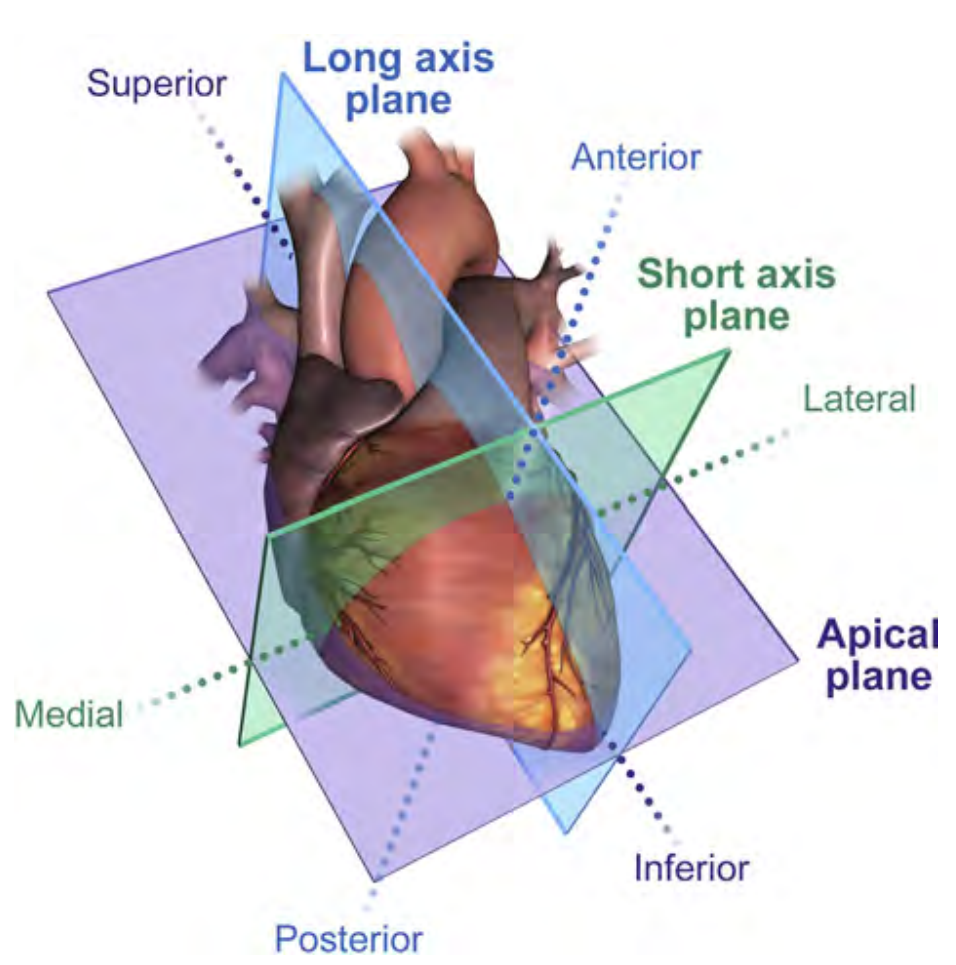 Long axis
plane
Superior
Anterior
Short axis
plane
Lateral
Apical
plane
Medial
Inferior
Posterior